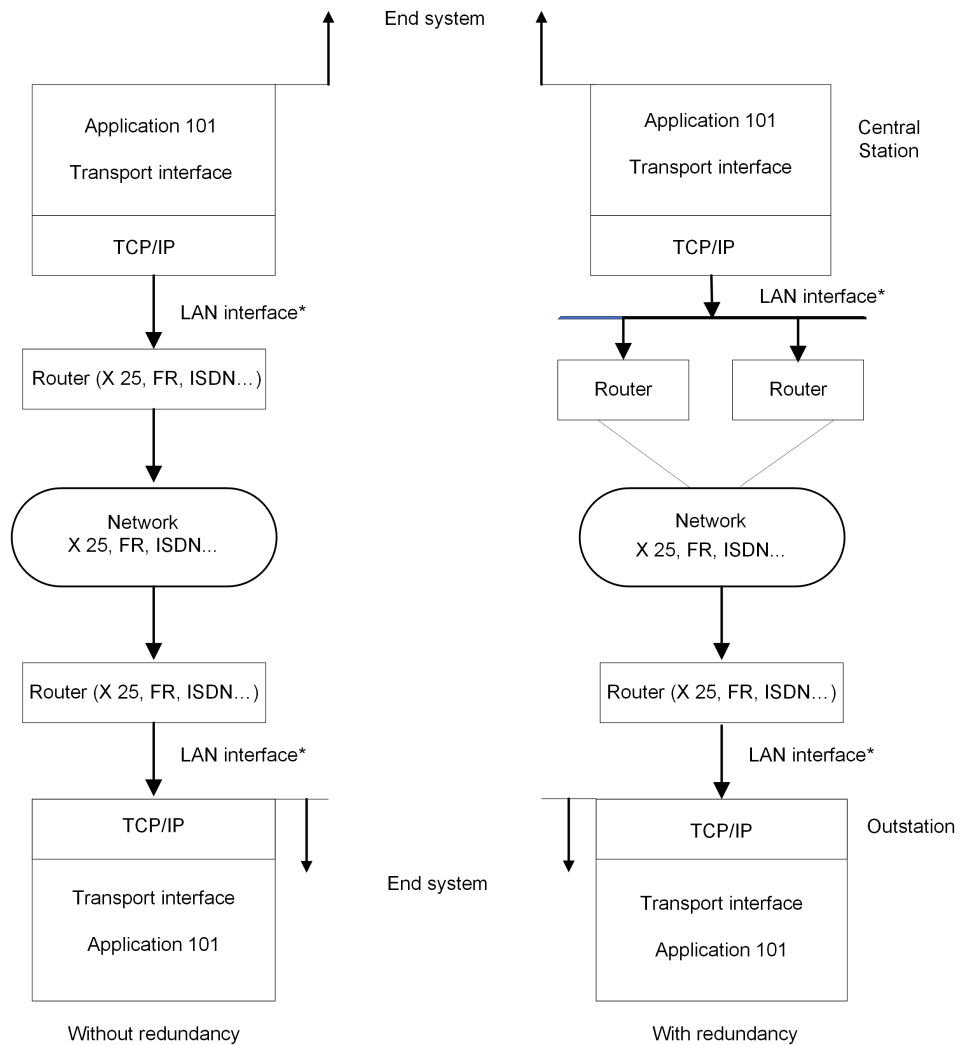 End system
Application 101
Transport interface
TCP/IP
LAN interface*
Router (X 25, FR, ISDN...)
Network
X 25, FR, ISDN...
Router (X 25, FR, ISDN...)
LAN interface*
TCP/IP
Transport interface
Application 101
Without redundancy
Application 101
Transport interface
Central
Station
TCP/IP
LAN interface*
Router
Router
Network
X 25, FR, ISDN...
Router (X 25, FR, ISDN...)
LAN interface*
TCP/IP
Outstation
End system
Transport interface
Application 101
With redundancy